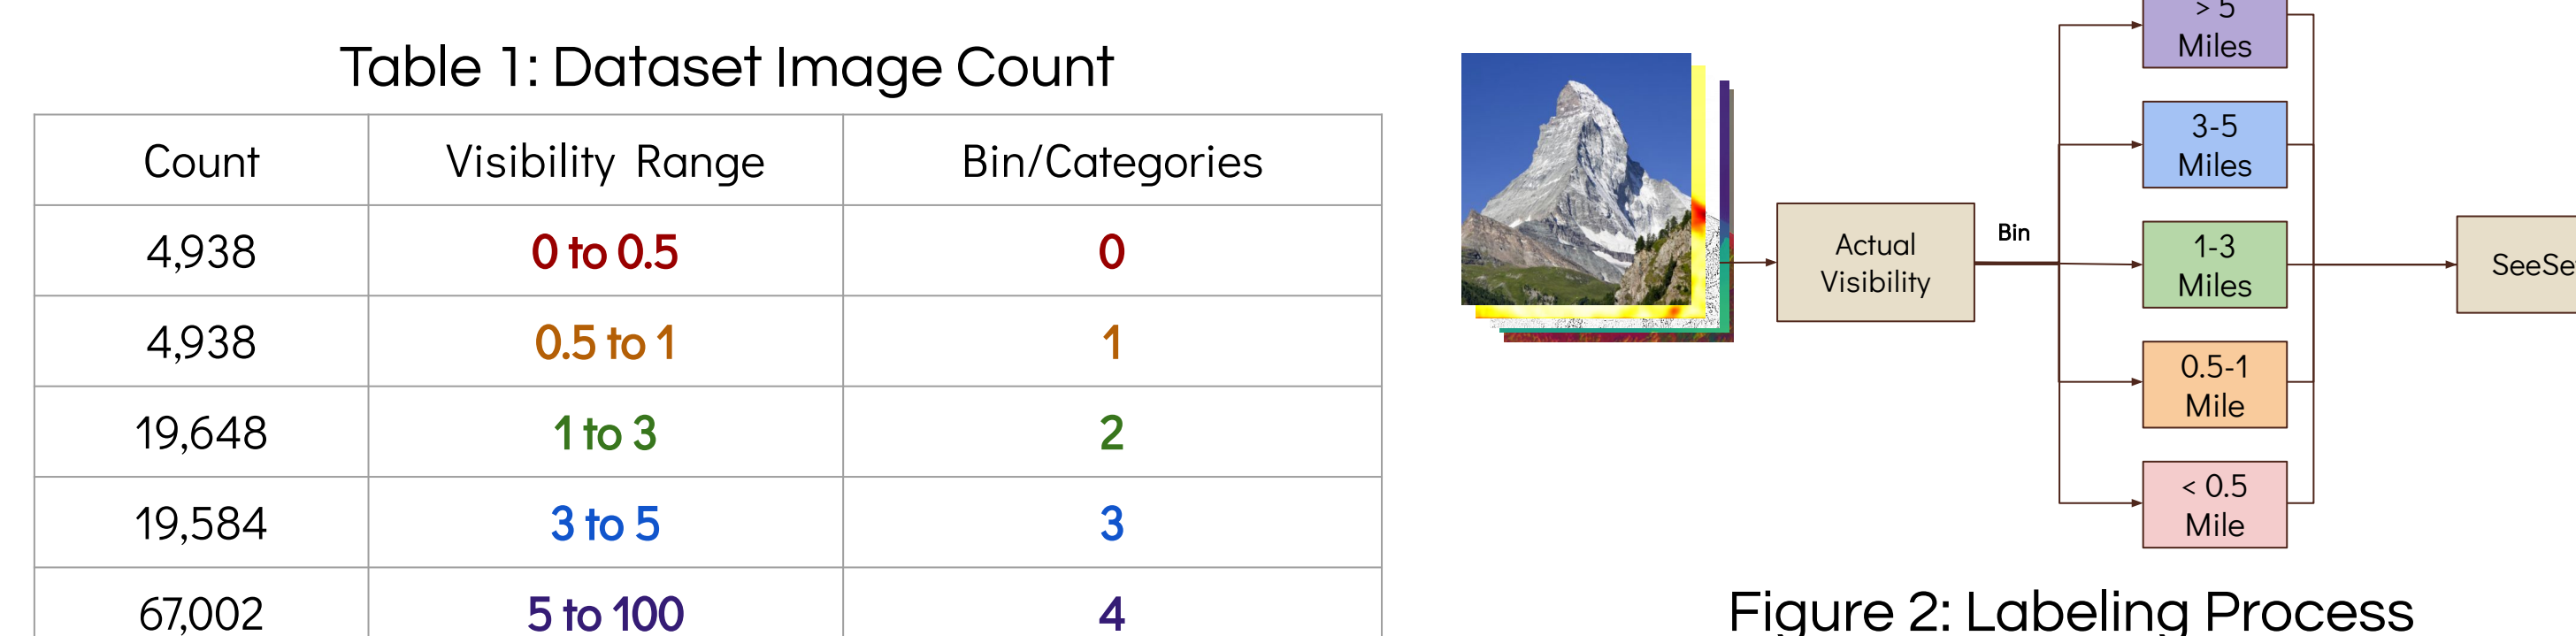 Table 1: Dataset Image Count
Count Visibility Range Bin/Categories
4,938 0 to 0.5 0
4,938 0.5 to 1 1
19,648 1 to 3 2
19,584 3 to 5 3
67,002 5 to 100 4
Actual
Visibility
Bin
> 5
Miles
3-5
Miles
1-3
Miles
0.5-1
Mile
< 0.5
Mile
Figure 2: Labeling Process